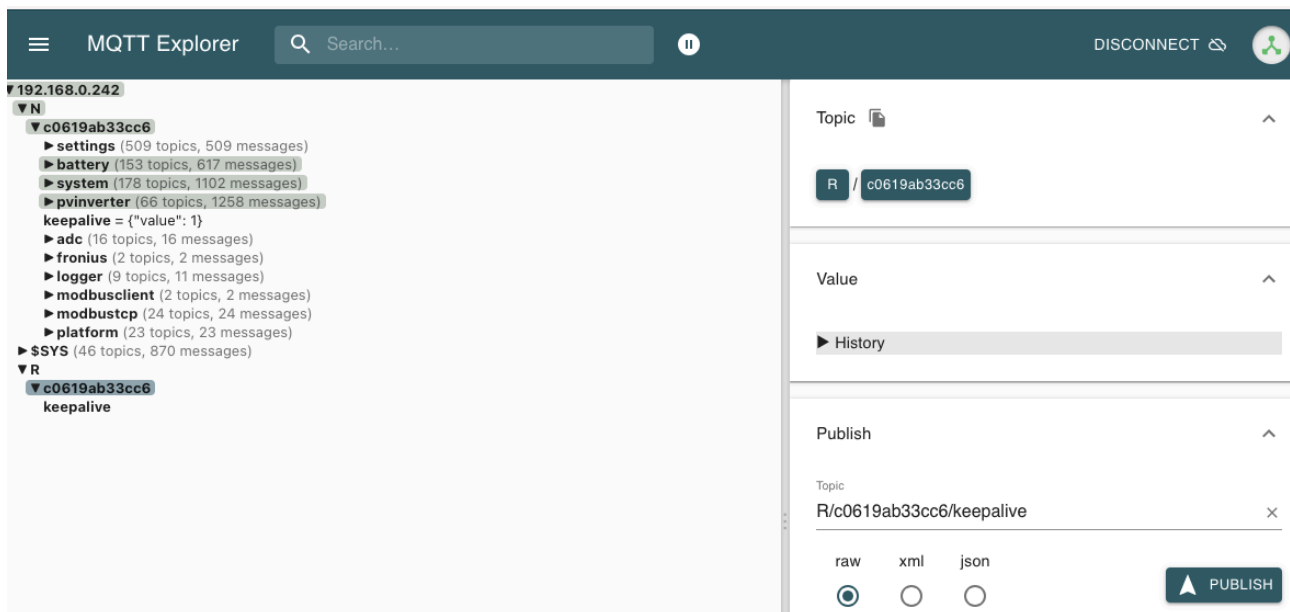 MQTT Explorer
Search...
DISCONNECT
192.168.0.242
N
c0619ab33cc6
settings (509 topics, 509 messages)
battery (153 topics, 617 messages)
system (178 topics, 1102 messages)
pvinverter (66 topics, 1258 messages)
keepalive = {"value": 1}
adc (16 topics, 16 messages)
fronius (2 topics, 2 messages)
logger (9 topics, 11 messages)
modbusclient (2 topics, 2 messages)
modbustcp (24 topics, 24 messages)
platform (23 topics, 23 messages)
$SYS (46 topics, 870 messages)
R
c0619ab33cc6
keepalive
Topic
R / c0619ab33cc6
Value
History
Publish
Topic
R/c0619ab33cc6/keepalive
raw xml json
PUBLISH